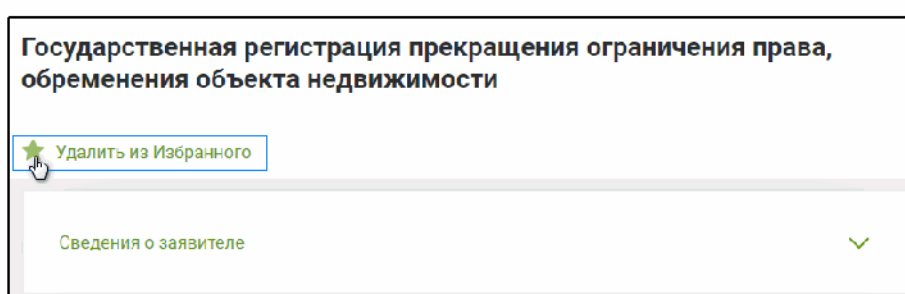 Государственная регистрация прекращения ограничения права,
обременения объекта недвижимости
Удалить из Избранного
Сведения о заявителе